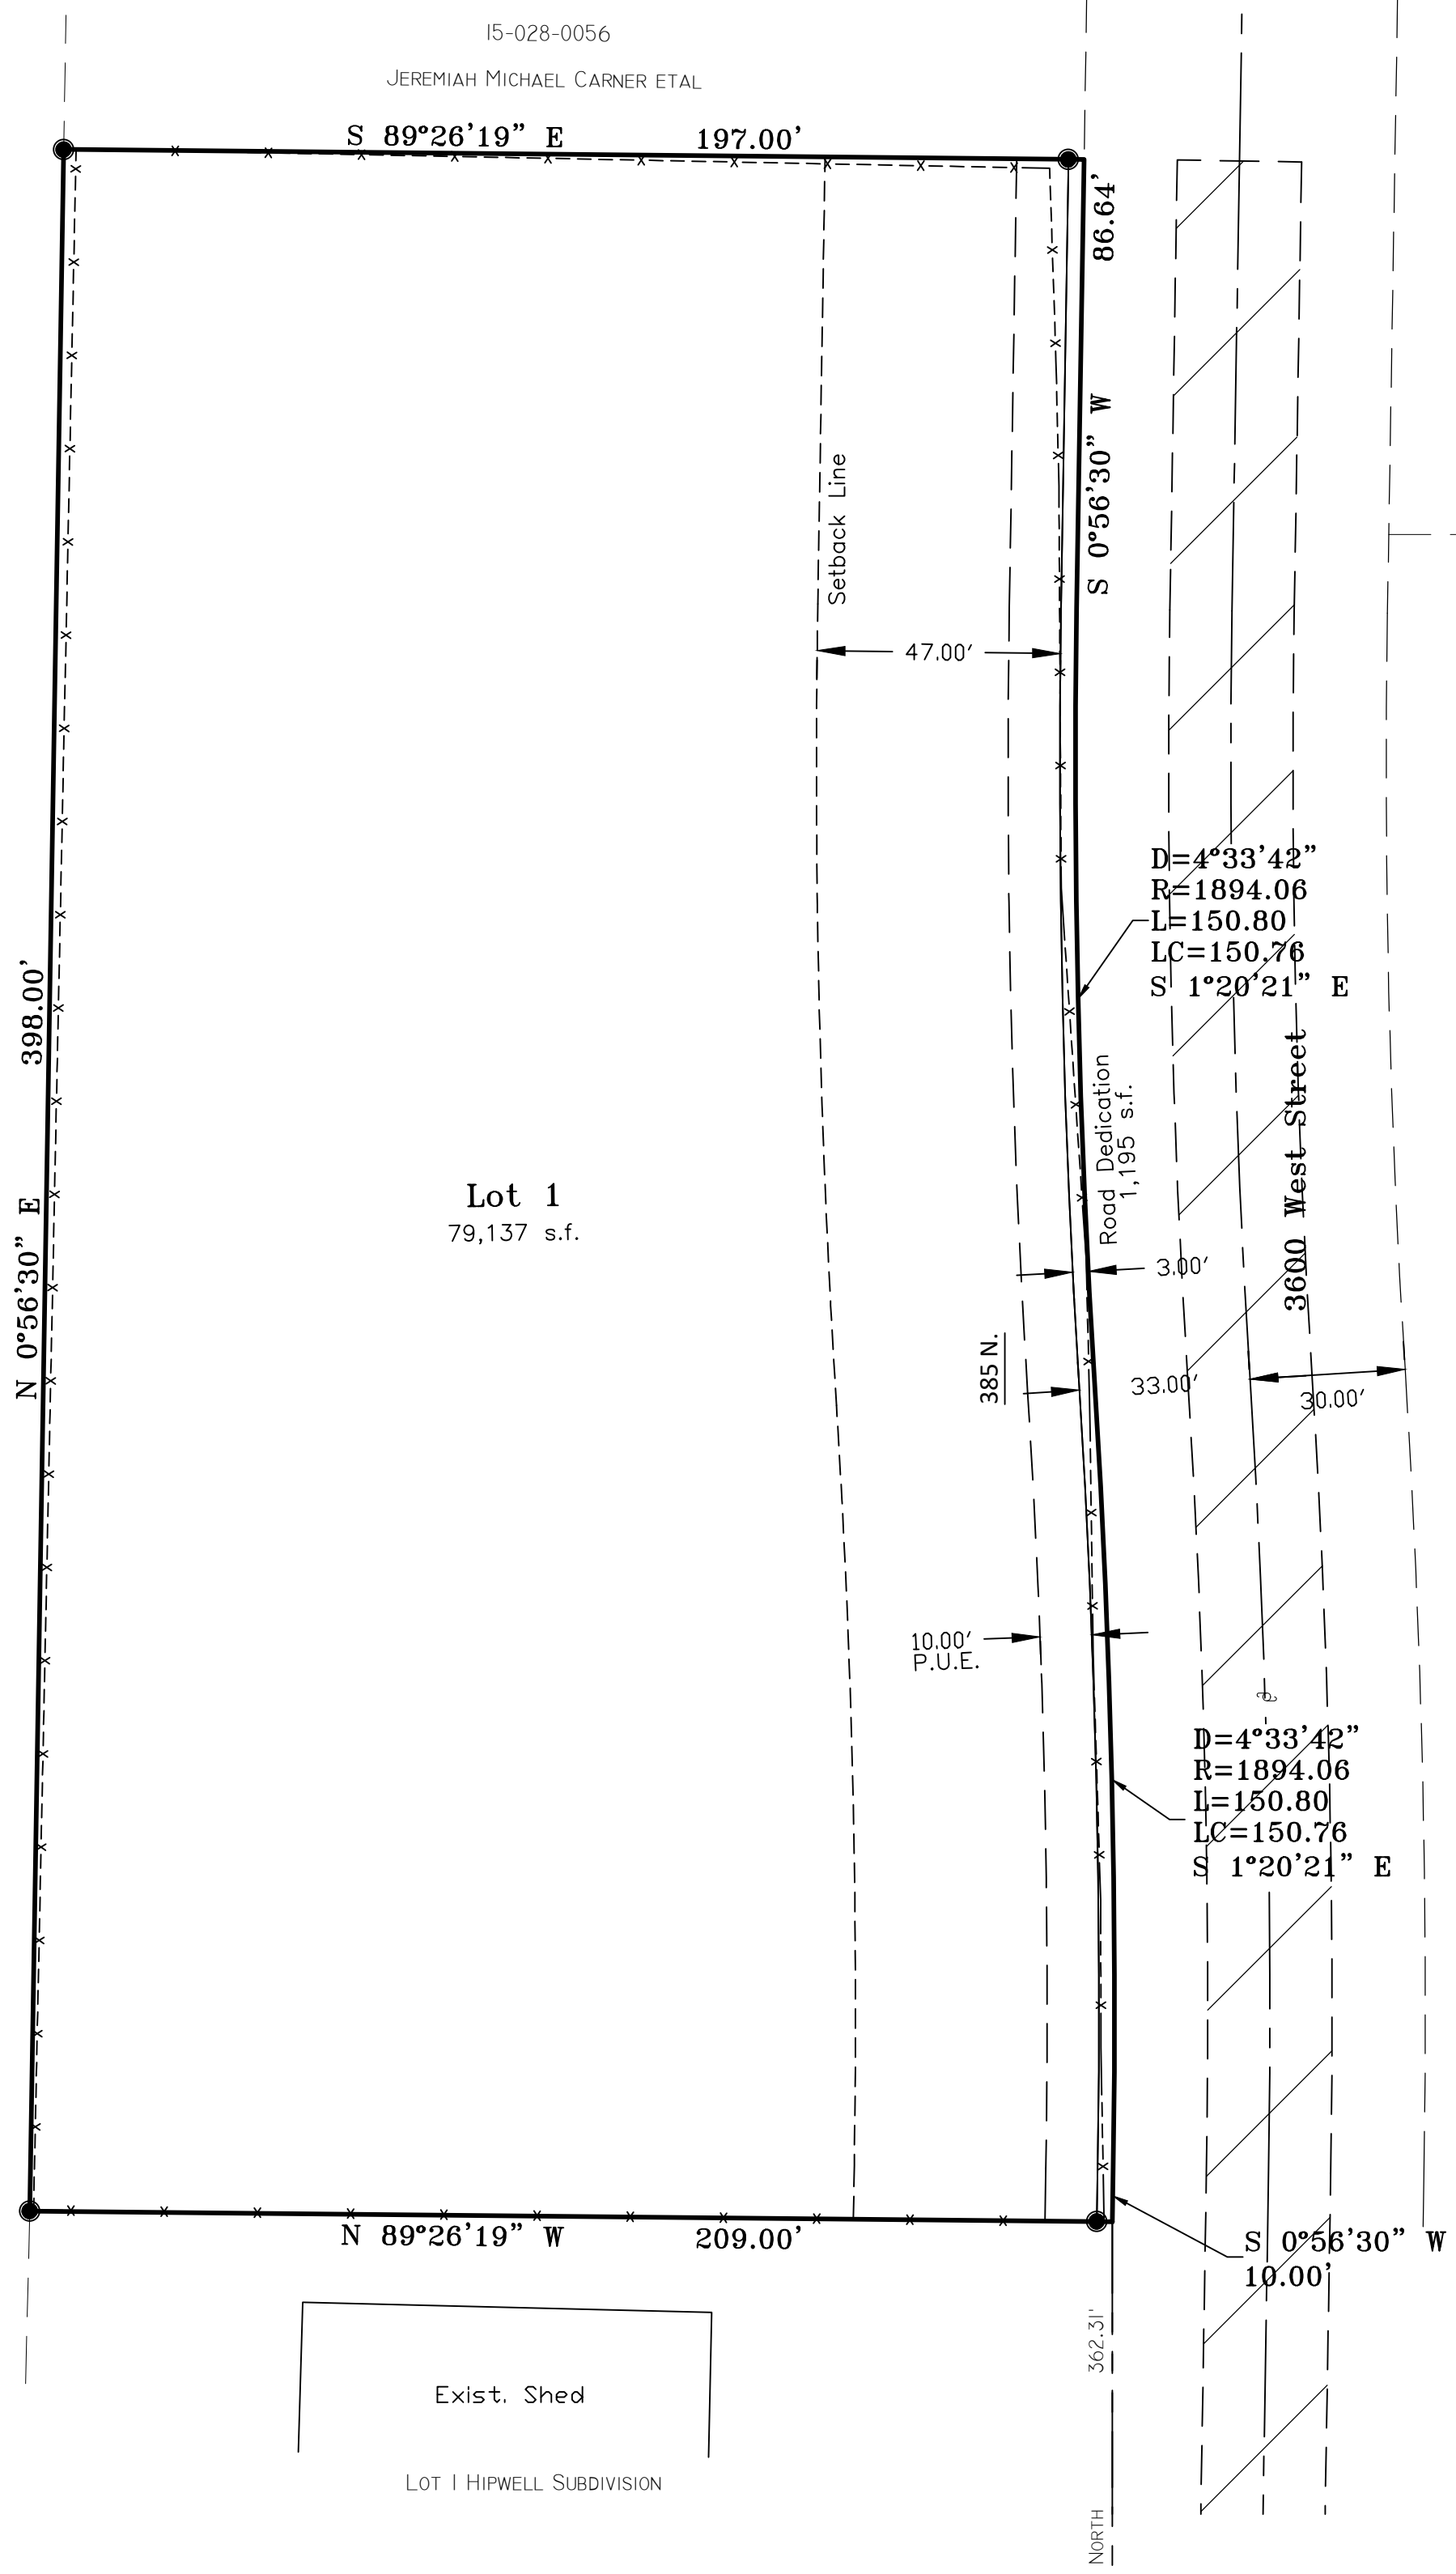 15-028-0056
JEREMIAH MICHAEL CARNER ETAL
S 89°26'19" E 197.00'
86.64'
S 0°56'30" W
Setback Line
47.00'
D=4°33'42"
R=1894.06
L=150.80
LC=150.76
S 1°20'21" E
N 0°56'30" E 398.00'
Road Dedication
1,195 s.f.
3600 West Street
Lot 1
79,137 s.f.
3.00'
385 N.
33.00'
30.00'
10.00'
P.U.E.
D=4°33'42"
R=1894.06
L=150.80
LC=150.76
S 1°20'21" E
N 89°26'19" W 209.00'
S 0°56'30" W
10.00'
NORTH 362.31'
Exist. Shed
LOT 1 HIPWELL SUBDIVISION